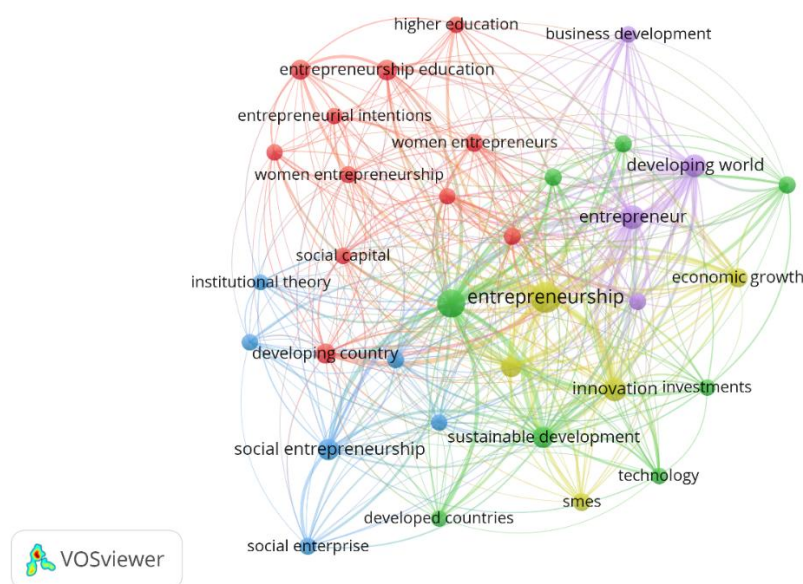 higher education
business development
entrepreneurship education
entrepreneurial intentions
women entrepreneurs
developing world
women entrepreneurship
entrepreneur
social capital
institutional theory
economic growth
entrepreneurship
developing country
innovation
investments
social entrepreneurship
sustainable development
technology
smes
developed countries
social enterprise
VOSviewer